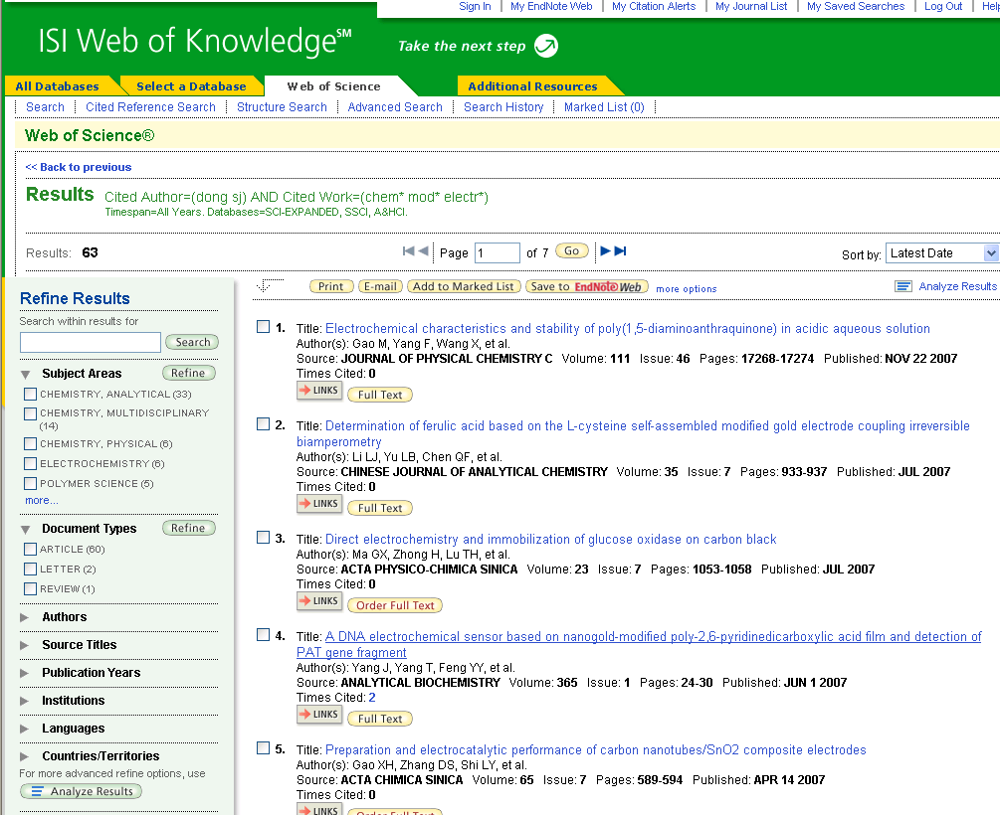 Sign In | My EndNote Web | My Citation Alerts | My Journal List | My Saved Searches | Log Out | Help
ISI Web of Knowledge℠ Take the next step
All Databases Select a Database Web of Science Additional Resources
Search | Cited Reference Search | Structure Search | Advanced Search | Search History | Marked List (0)
Web of Science®
<< Back to previous
Results Cited Author=(dong sj) AND Cited Work=(chem* mod* electr*)
Timespan=All Years. Databases=SCI-EXPANDED, SSCI, A&HCI.
Results: 63 Page 1 of 7 Go Sort by: Latest Date
Print E-mail Add to Marked List Save to EndNote Web more options Analyze Results
Refine Results
Search within results for
Search
Subject Areas Refine
CHEMISTRY, ANALYTICAL (33)
CHEMISTRY, MULTIDISCIPLINARY
(14)
CHEMISTRY, PHYSICAL (6)
ELECTROCHEMISTRY (6)
POLYMER SCIENCE (5)
more...
Document Types Refine
ARTICLE (60)
LETTER (2)
REVIEW (1)
Authors
Source Titles
Publication Years
Institutions
Languages
Countries/Territories
For more advanced refine options, use
Analyze Results
1. Title: Electrochemical characteristics and stability of poly(1,5-diaminoanthraquinone) in acidic aqueous solution
Author(s): Gao M, Yang F, Wang X, et al.
Source: JOURNAL OF PHYSICAL CHEMISTRY C Volume: 111 Issue: 46 Pages: 17268-17274 Published: NOV 22 2007
Times Cited: 0
LINKS Full Text
2. Title: Determination of ferulic acid based on the L-cysteine self-assembled modified gold electrode coupling irreversible
biamperometry
Author(s): Li LJ, Yu LB, Chen QF, et al.
Source: CHINESE JOURNAL OF ANALYTICAL CHEMISTRY Volume: 35 Issue: 7 Pages: 933-937 Published: JUL 2007
Times Cited: 0
LINKS Full Text
3. Title: Direct electrochemistry and immobilization of glucose oxidase on carbon black
Author(s): Ma GX, Zhong H, Lu TH, et al.
Source: ACTA PHYSICO-CHIMICA SINICA Volume: 23 Issue: 7 Pages: 1053-1058 Published: JUL 2007
Times Cited: 0
LINKS Order Full Text
4. Title: A DNA electrochemical sensor based on nanogold-modified poly-2,6-pyridinedicarboxylic acid film and detection of
PAT gene fragment
Author(s): Yang J, Yang T, Feng YY, et al.
Source: ANALYTICAL BIOCHEMISTRY Volume: 365 Issue: 1 Pages: 24-30 Published: JUN 1 2007
Times Cited: 2
LINKS Full Text
5. Title: Preparation and electrocatalytic performance of carbon nanotubes/SnO2 composite electrodes
Author(s): Gao XH, Zhang DS, Shi LY, et al.
Source: ACTA CHIMICA SINICA Volume: 65 Issue: 7 Pages: 589-594 Published: APR 14 2007
Times Cited: 0
LINKS Order Full Text